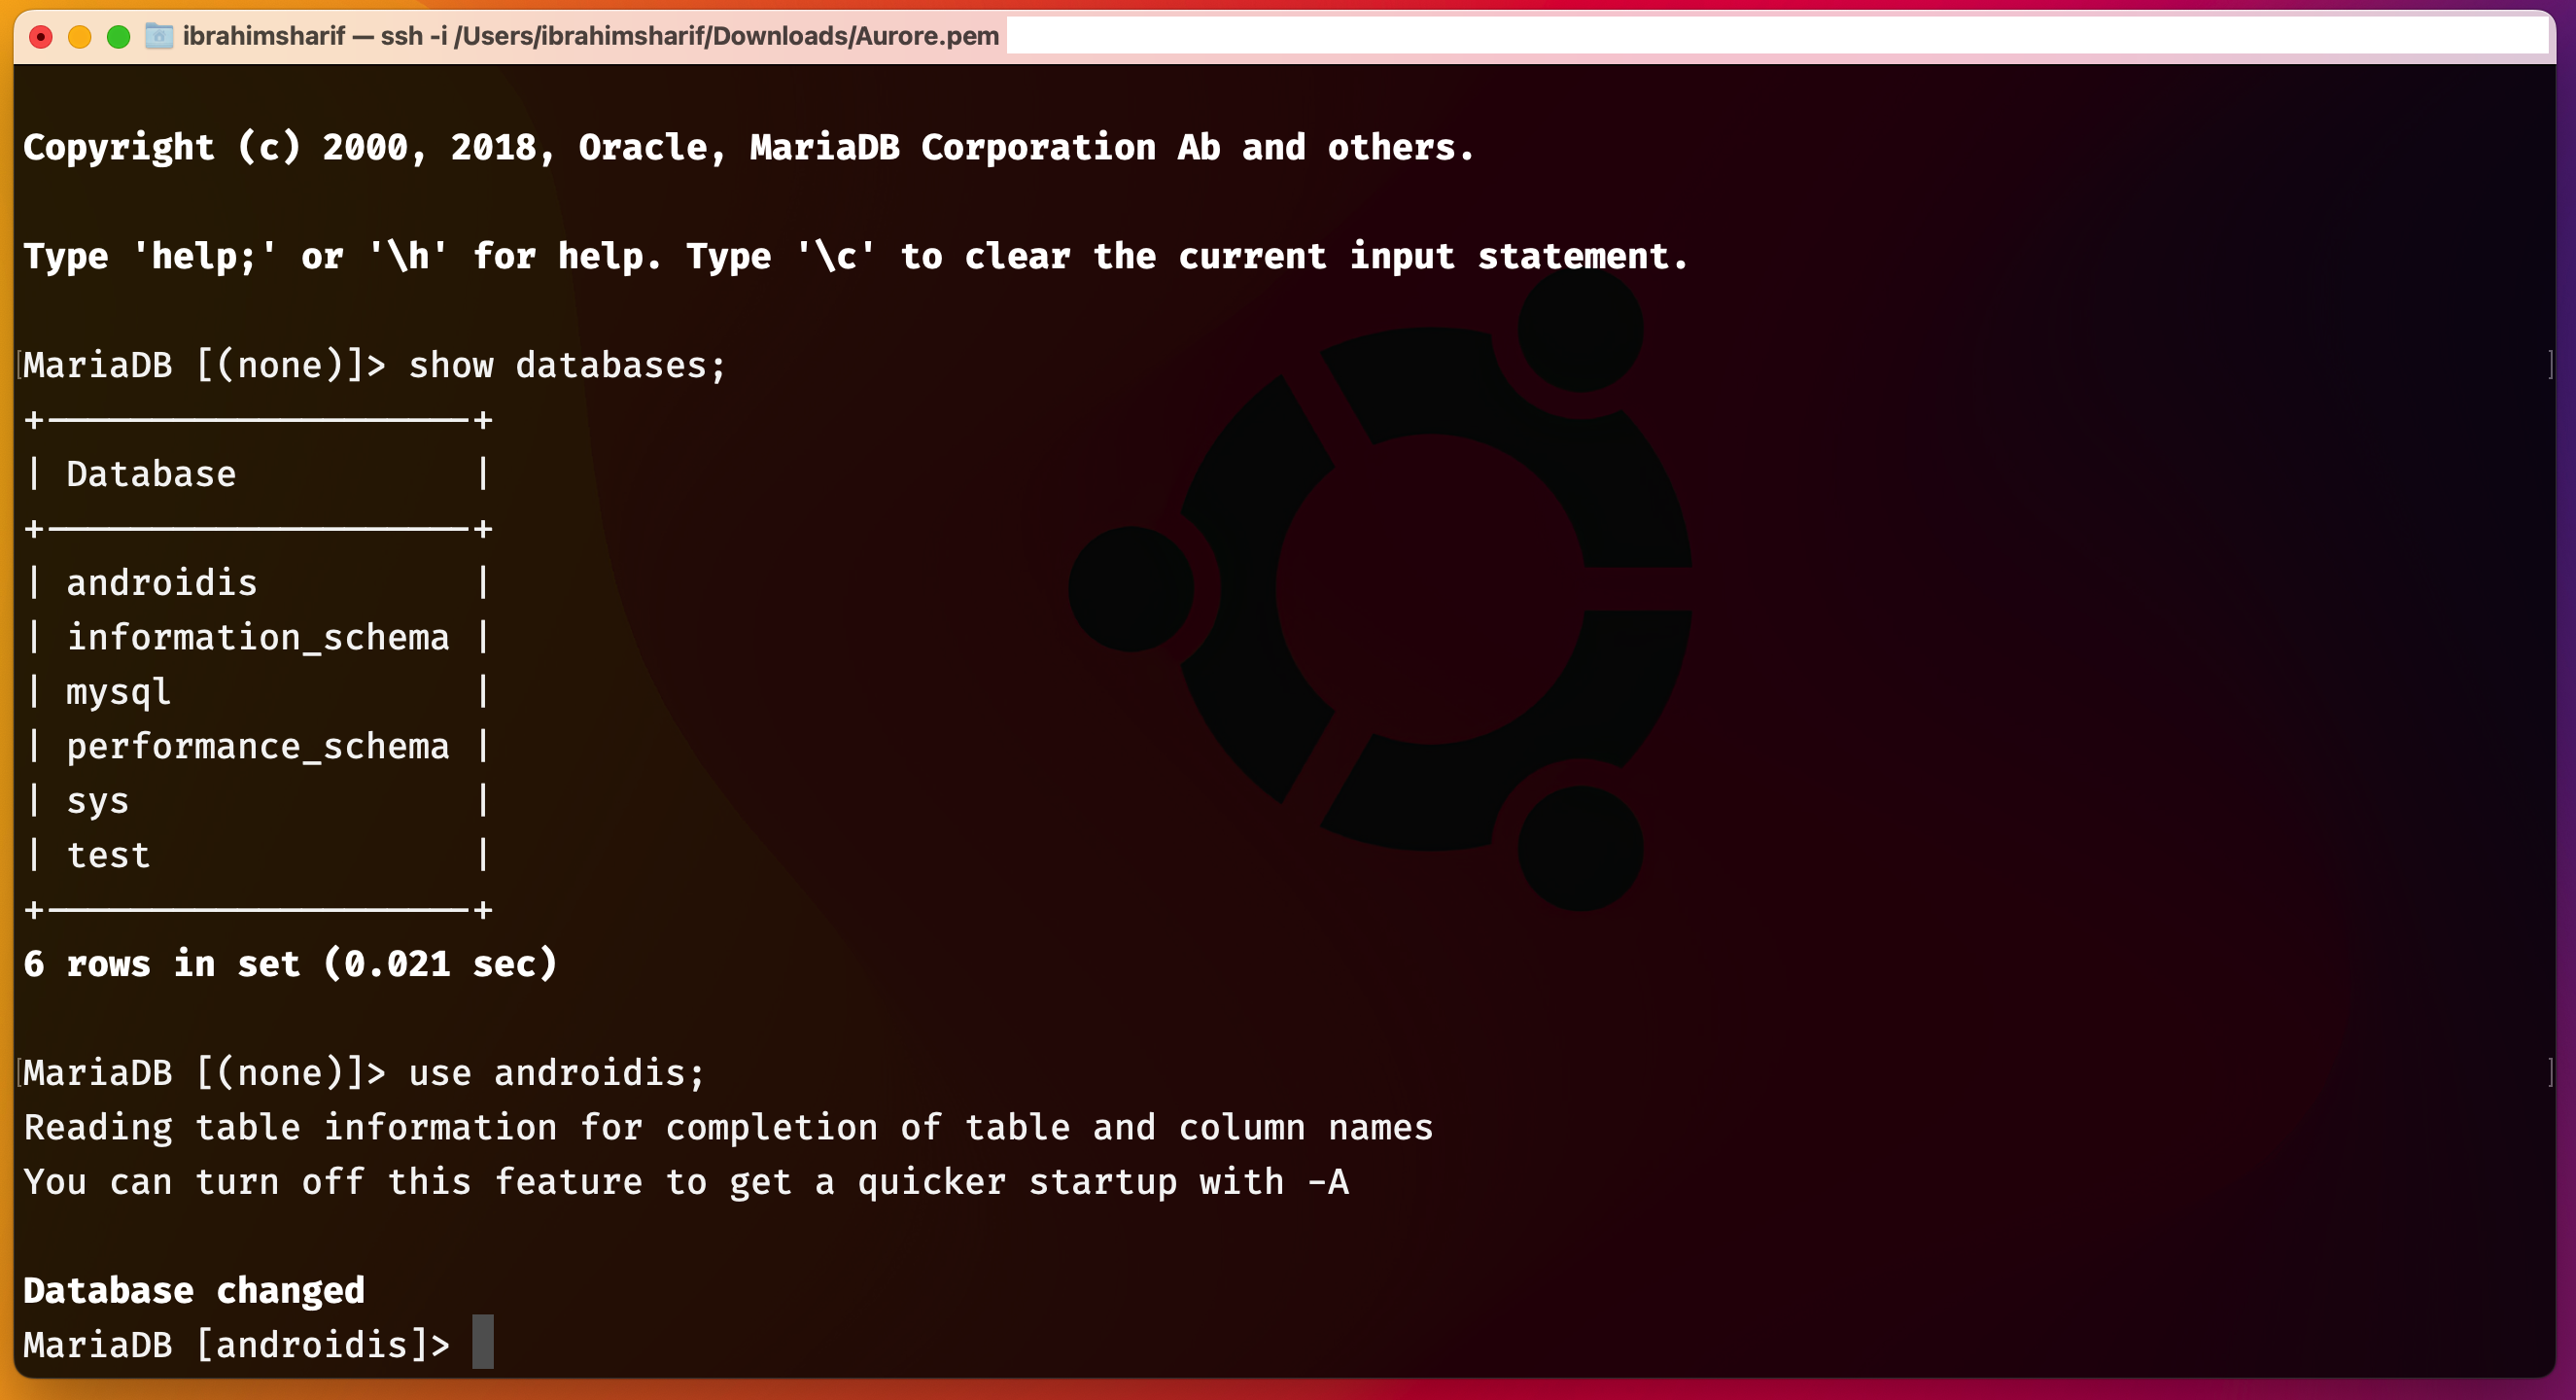 ibrahimsharif — ssh -i /Users/ibrahimsharif/Downloads/Aurore.pem
Copyright (c) 2000, 2018, Oracle, MariaDB Corporation Ab and others.
Type 'help;' or '\h' for help. Type '\c' to clear the current input statement.
[MariaDB [(none)]> show databases; ]
+--------------------+
| Database           |
+--------------------+
| androidis          |
| information_schema |
| mysql              |
| performance_schema |
| sys                |
| test               |
+--------------------+
6 rows in set (0.021 sec)
[MariaDB [(none)]> use androidis; ]
Reading table information for completion of table and column names
You can turn off this feature to get a quicker startup with -A
Database changed
MariaDB [androidis]>